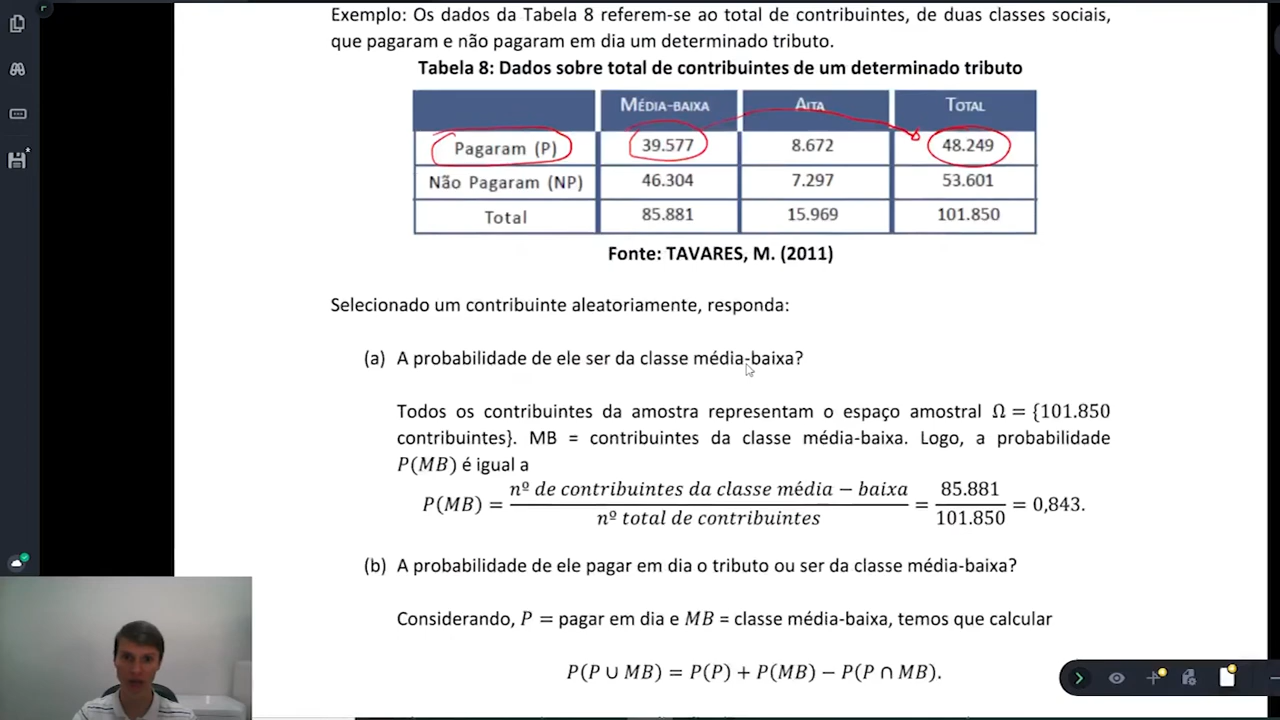 Exemplo: Os dados da Tabela 8 referem-se ao total de contribuintes, de duas classes sociais,
que pagaram e não pagaram em dia um determinado tributo.
Tabela 8: Dados sobre total de contribuintes de um determinado tributo
MÉDIA-BAIXA ALTA TOTAL
Pagaram (P) 39.577 8.672 48.249
Não Pagaram (NP) 46.304 7.297 53.601
Total 85.881 15.969 101.850
Fonte: TAVARES, M. (2011)
Selecionado um contribuinte aleatoriamente, responda:
(a) A probabilidade de ele ser da classe média-baixa?
Todos os contribuintes da amostra representam o espaço amostral Ω = {101.850
contribuintes}. MB = contribuintes da classe média-baixa. Logo, a probabilidade
P(MB) é igual a
P(MB) = nº de contribuintes da classe média − baixa / nº total de contribuintes = 85.881 / 101.850 = 0,843.
(b) A probabilidade de ele pagar em dia o tributo ou ser da classe média-baixa?
Considerando, P = pagar em dia e MB = classe média-baixa, temos que calcular
P(P ∪ MB) = P(P) + P(MB) − P(P ∩ MB).